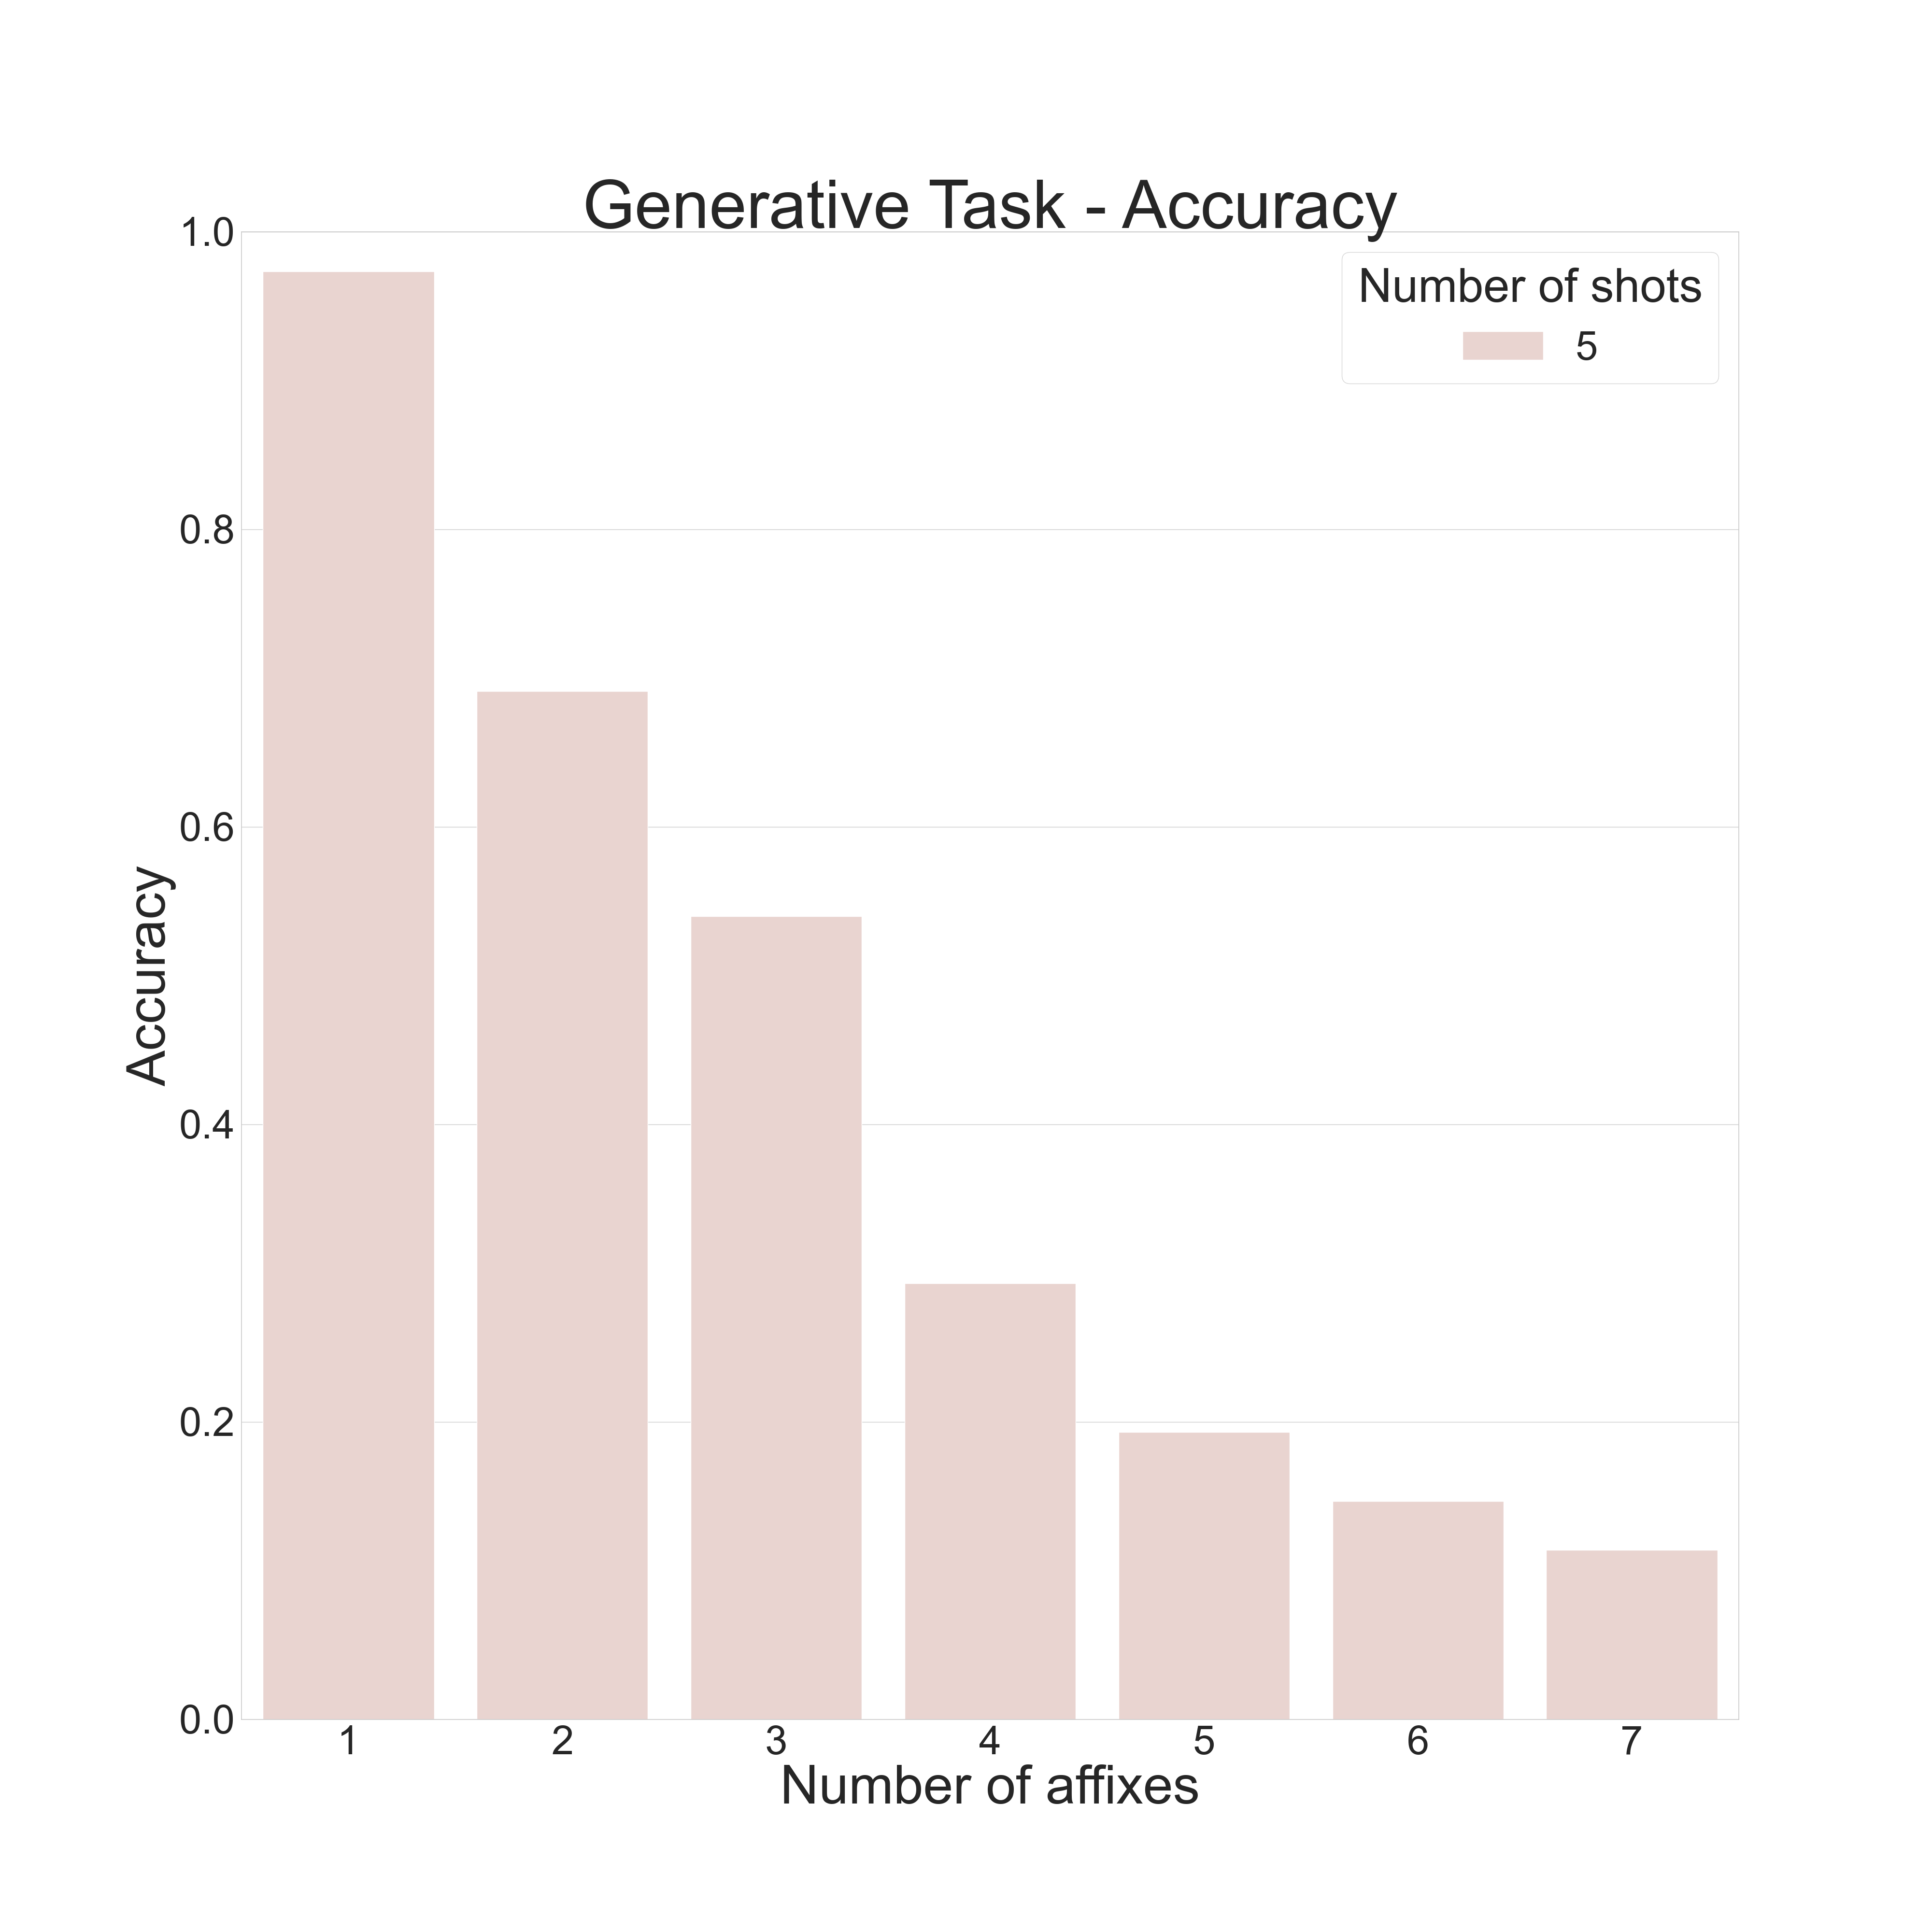 Generative Task - Accuracy
Number of shots
5
1.0
0.8
0.6
0.4
0.2
0.0
Accuracy
1 2 3 4 5 6 7
Number of affixes